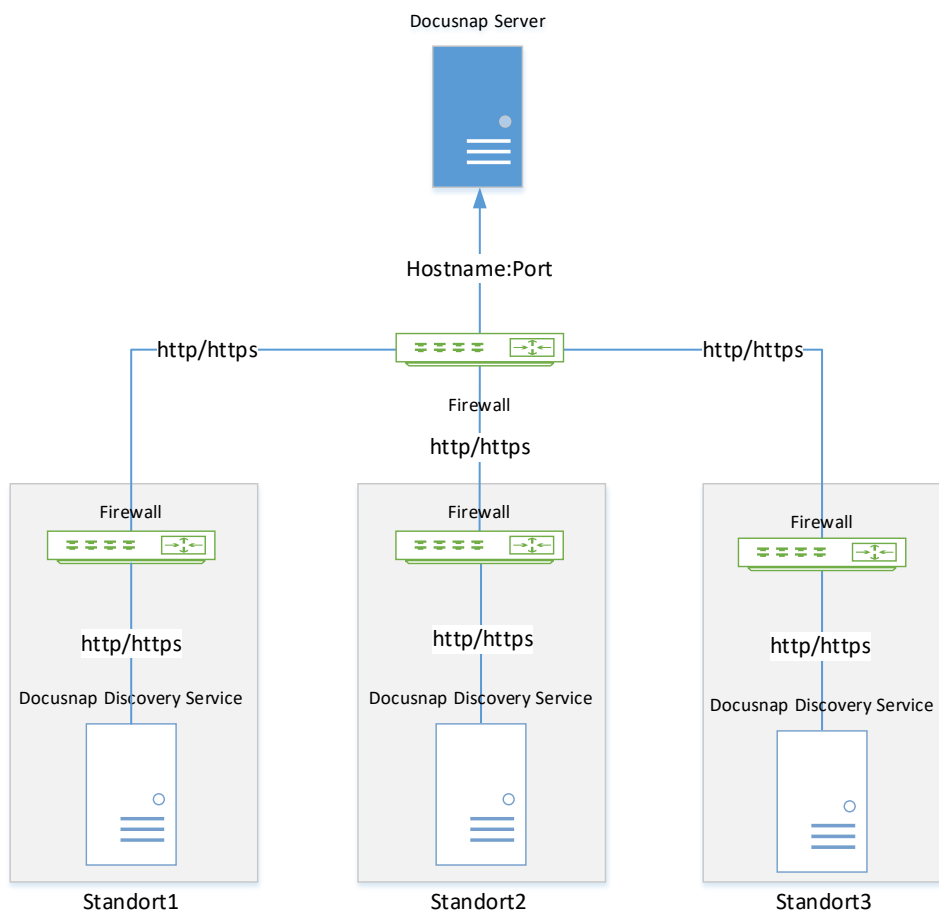 Docusnap Server
Hostname:Port
http/https
http/https
Firewall
http/https
Firewall
Firewall
Firewall
http/https
http/https
http/https
Docusnap Discovery Service
Docusnap Discovery Service
Docusnap Discovery Service
Standort1
Standort2
Standort3